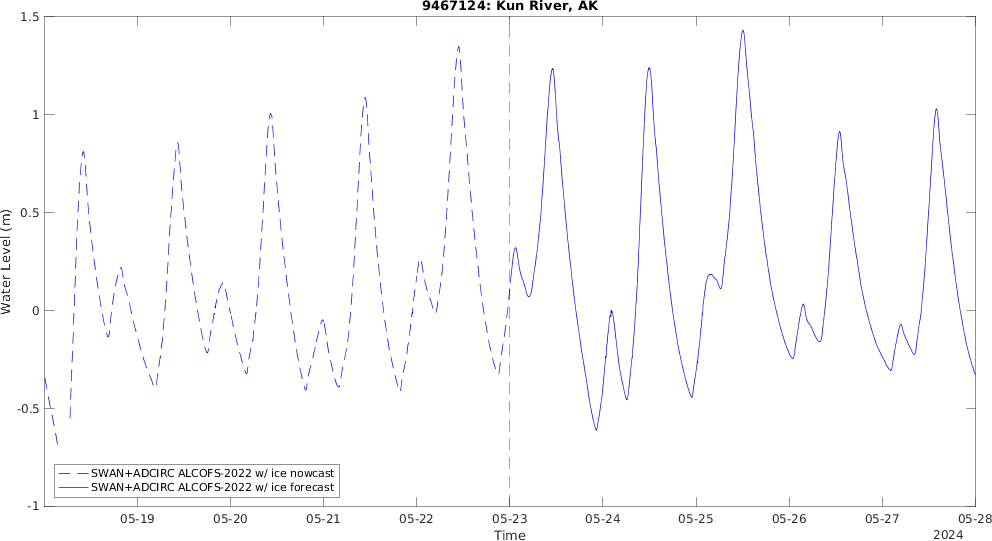 9467124: Kun River, AK
1.5
1
0.5
0
-0.5
-1
Water Level (m)
SWAN+ADCIRC ALCOFS-2022 w/ ice nowcast
SWAN+ADCIRC ALCOFS-2022 w/ ice forecast
05-19 05-20 05-21 05-22 05-23 05-24 05-25 05-26 05-27 05-28
Time
2024